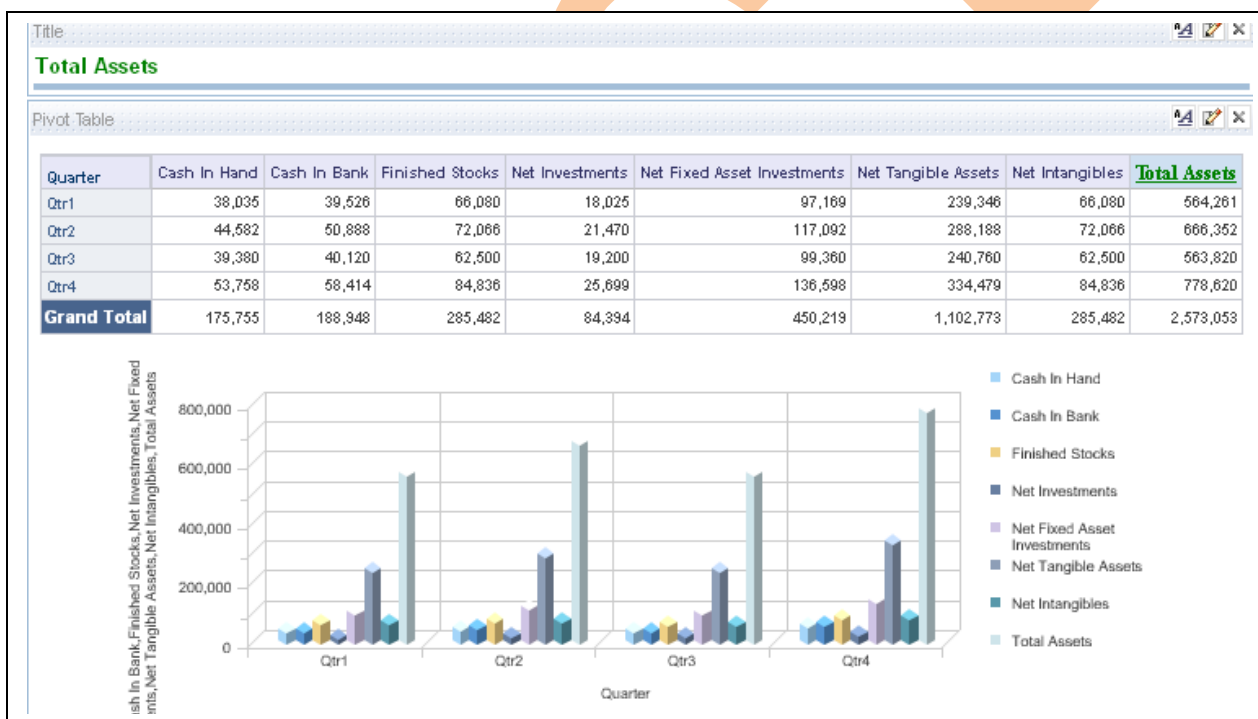 Title
Total Assets
Pivot Table
Quarter Cash In Hand Cash In Bank Finished Stocks Net Investments Net Fixed Asset Investments Net Tangible Assets Net Intangibles Total Assets
Qtr1 38,035 39,526 66,080 18,025 97,169 239,346 66,080 564,261
Qtr2 44,582 50,888 72,066 21,470 117,092 288,188 72,066 666,352
Qtr3 39,380 40,120 62,500 19,200 99,360 240,760 62,500 563,820
Qtr4 53,758 58,414 84,836 25,699 136,598 334,479 84,836 778,620
Grand Total 175,755 188,948 285,482 84,394 450,219 1,102,773 285,482 2,573,053
sh In Bank,Finished Stocks,Net Investments,Net Fixed
nts,Net Tangible Assets,Net Intangibles,Total Assets
800,000
600,000
400,000
200,000
0
Qtr1 Qtr2 Qtr3 Qtr4
Quarter
Cash In Hand
Cash In Bank
Finished Stocks
Net Investments
Net Fixed Asset
Investments
Net Tangible Assets
Net Intangibles
Total Assets